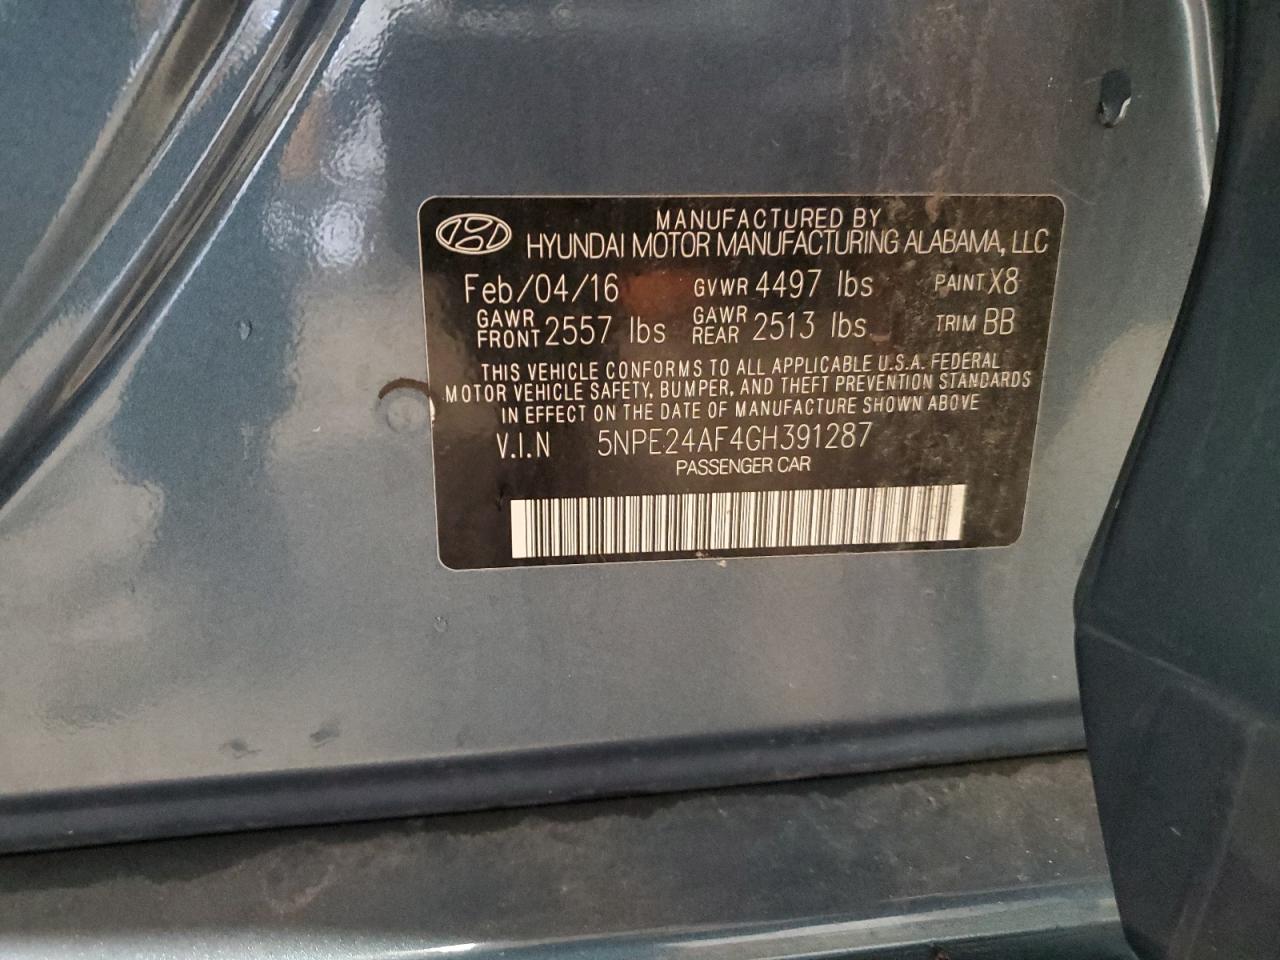 MANUFACTURED BY
HYUNDAI MOTOR MANUFACTURING ALABAMA, LLC
Feb/04/16 GVWR 4497 lbs PAINT X8
GAWR FRONT 2557 lbs GAWR REAR 2513 lbs TRIM BB
THIS VEHICLE CONFORMS TO ALL APPLICABLE U.S.A. FEDERAL
MOTOR VEHICLE SAFETY, BUMPER, AND THEFT PREVENTION STANDARDS
IN EFFECT ON THE DATE OF MANUFACTURE SHOWN ABOVE
V.I.N 5NPE24AF4GH391287
PASSENGER CAR